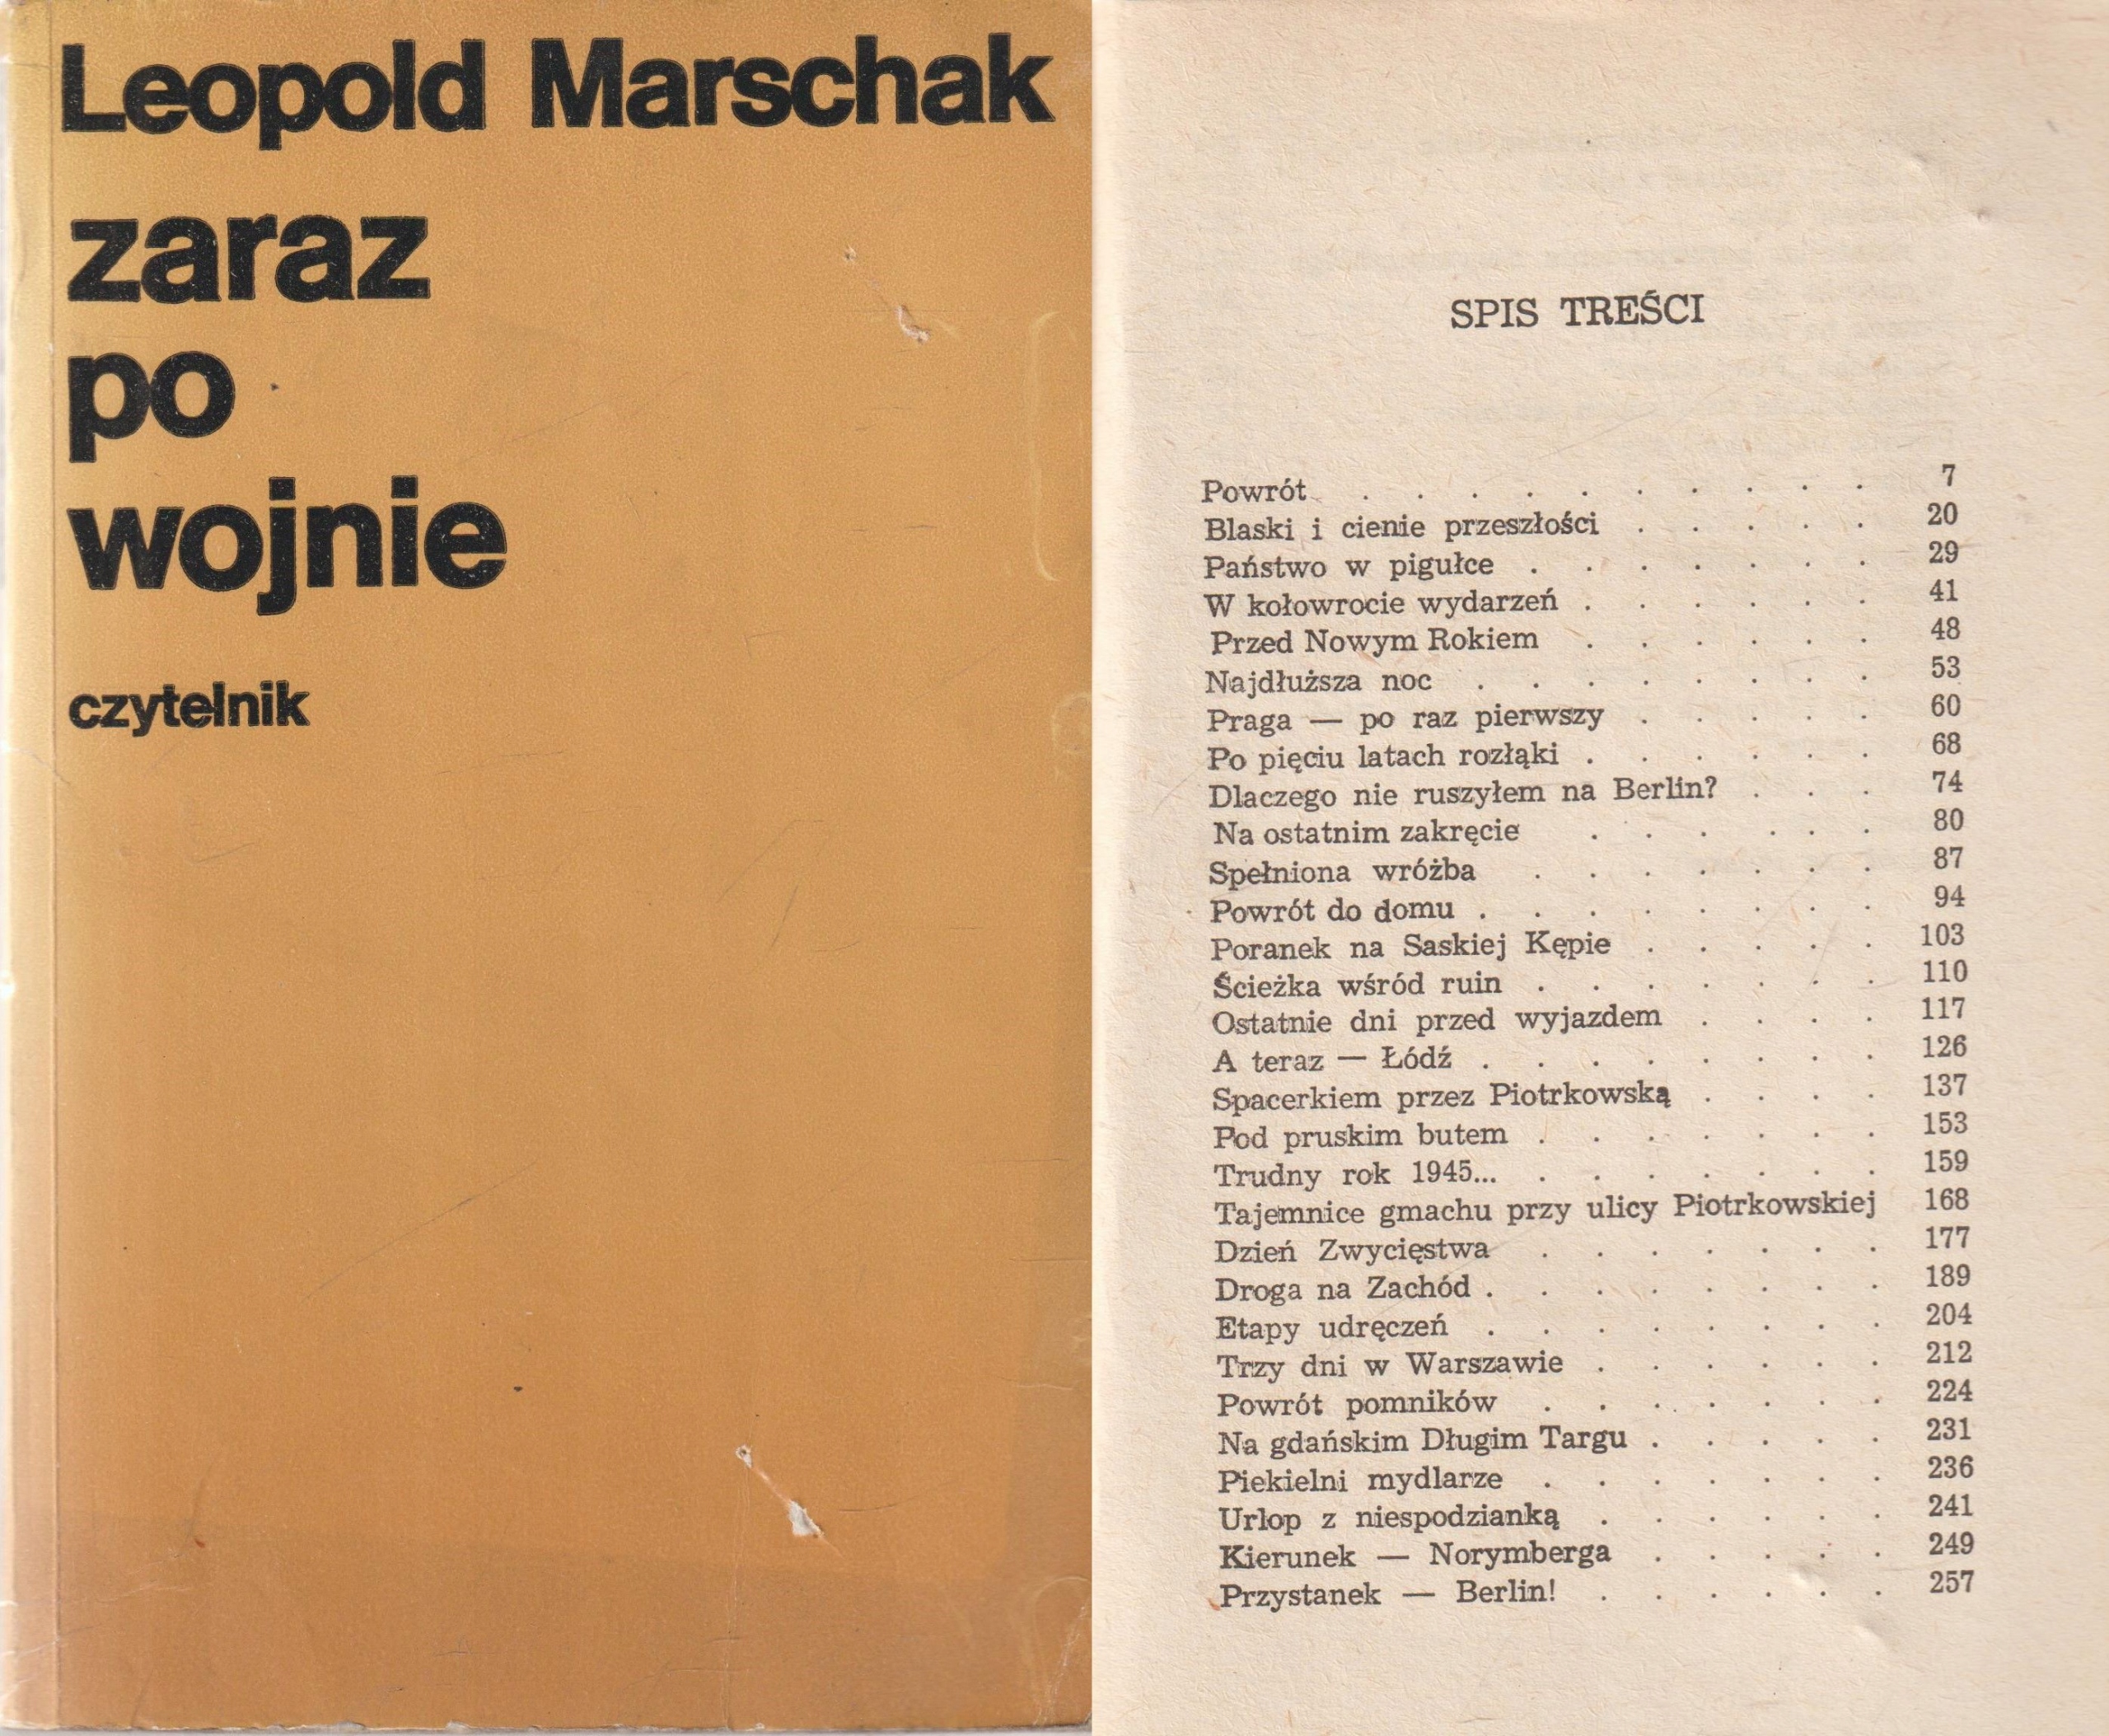 Leopold Marschak
zaraz
po
wojnie
czytelnik
SPIS TREŚCI
Powrót . . . . . . . . . . 7
Blaski i cienie przeszłości . . . . . 20
Państwo w pigułce . . . . . . . 29
W kołowrocie wydarzeń . . . . . . 41
Przed Nowym Rokiem . . . . . . 48
Najdłuższa noc . . . . . . . . 53
Praga — po raz pierwszy . . . . . 60
Po pięciu latach rozłąki . . . . . . 68
Dlaczego nie ruszyłem na Berlin? . . . 74
Na ostatnim zakręcie . . . . . . 80
Spełniona wróżba . . . . . . . 87
Powrót do domu . . . . . . . . 94
Poranek na Saskiej Kępie . . . . . 103
Ścieżka wśród ruin . . . . . . . 110
Ostatnie dni przed wyjazdem . . . . 117
A teraz — Łódź . . . . . . . . 126
Spacerkiem przez Piotrkowską . . . . 137
Pod pruskim butem . . . . . . . 153
Trudny rok 1945... . . . . . . . 159
Tajemnice gmachu przy ulicy Piotrkowskiej 168
Dzień Zwycięstwa . . . . . . . 177
Droga na Zachód . . . . . . . . 189
Etapy udręczeń . . . . . . . . 204
Trzy dni w Warszawie . . . . . . 212
Powrót pomników . . . . . . . 224
Na gdańskim Długim Targu . . . . . 231
Piekielni mydlarze . . . . . . . 236
Urlop z niespodzianką . . . . . . 241
Kierunek — Norymberga . . . . . 249
Przystanek — Berlin! . . . . . . 257